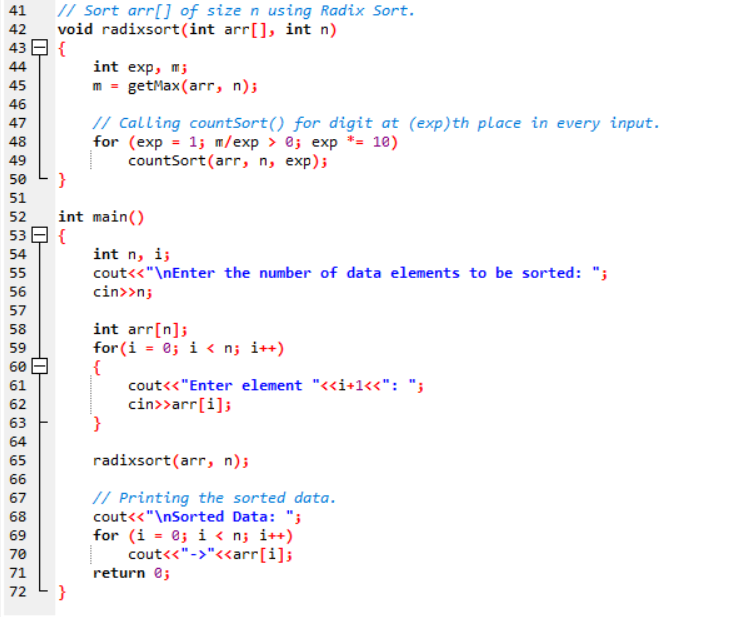 41 // Sort arr[] of size n using Radix Sort.
42 void radixsort(int arr[], int n)
43 {
44 int exp, m;
45 m = getMax(arr, n);
46
47 // Calling countSort() for digit at (exp)th place in every input.
48 for (exp = 1; m/exp > 0; exp *= 10)
49 countSort(arr, n, exp);
50 }
51
52 int main()
53 {
54 int n, i;
55 cout<<"\nEnter the number of data elements to be sorted: ";
56 cin>>n;
57
58 int arr[n];
59 for(i = 0; i < n; i++)
60 {
61 cout<<"Enter element "<<i+1<<": ";
62 cin>>arr[i];
63 }
64
65 radixsort(arr, n);
66
67 // Printing the sorted data.
68 cout<<"\nSorted Data: ";
69 for (i = 0; i < n; i++)
70 cout<<"->"<<arr[i];
71 return 0;
72 }